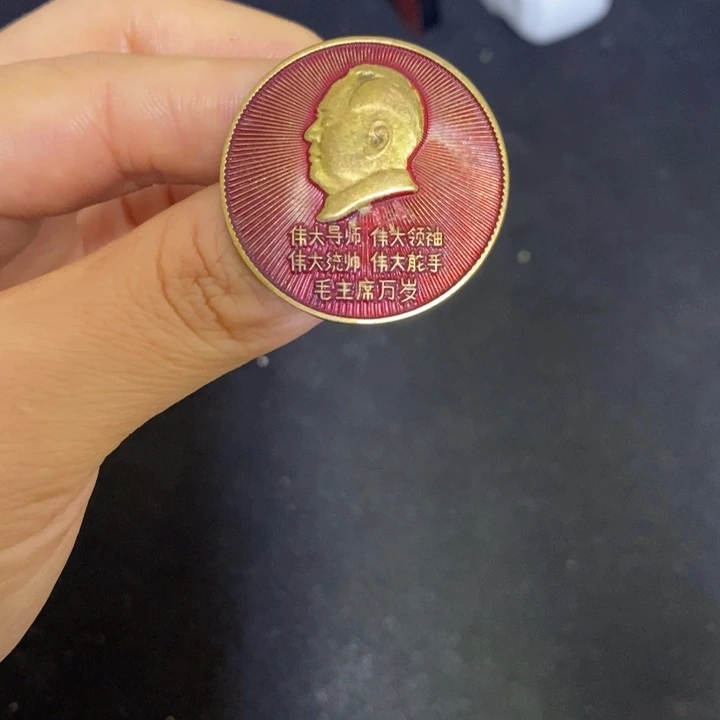 伟大导师 伟大领袖
伟大统帅 伟大舵手
毛主席万岁